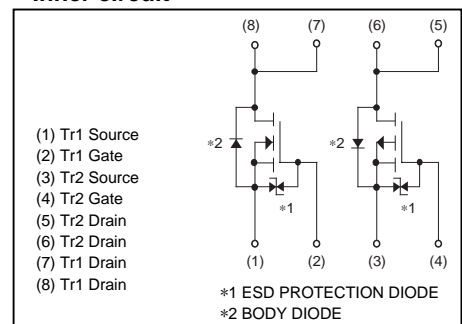 (8) (7) (6) (5)
(1) Tr1 Source
(2) Tr1 Gate
(3) Tr2 Source
(4) Tr2 Gate
(5) Tr2 Drain
(6) Tr2 Drain
(7) Tr1 Drain
(8) Tr1 Drain
∗2 ∗2
∗1 ∗1
(1) (2) (3) (4)
∗1 ESD PROTECTION DIODE
∗2 BODY DIODE